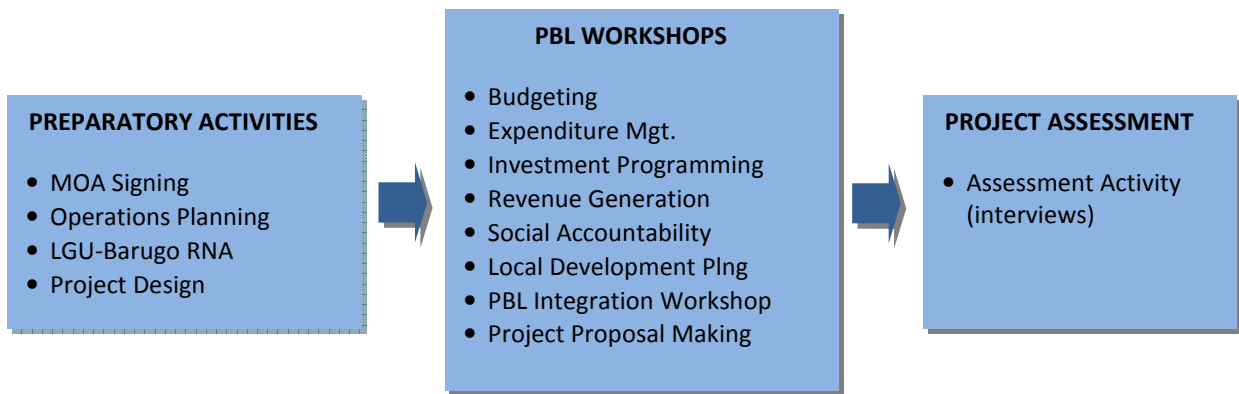 PREPARATORY ACTIVITIES
• MOA Signing
• Operations Planning
• LGU-Barugo RNA
• Project Design
PBL WORKSHOPS
• Budgeting
• Expenditure Mgt.
• Investment Programming
• Revenue Generation
• Social Accountability
• Local Development Plng
• PBL Integration Workshop
• Project Proposal Making
PROJECT ASSESSMENT
• Assessment Activity
(interviews)